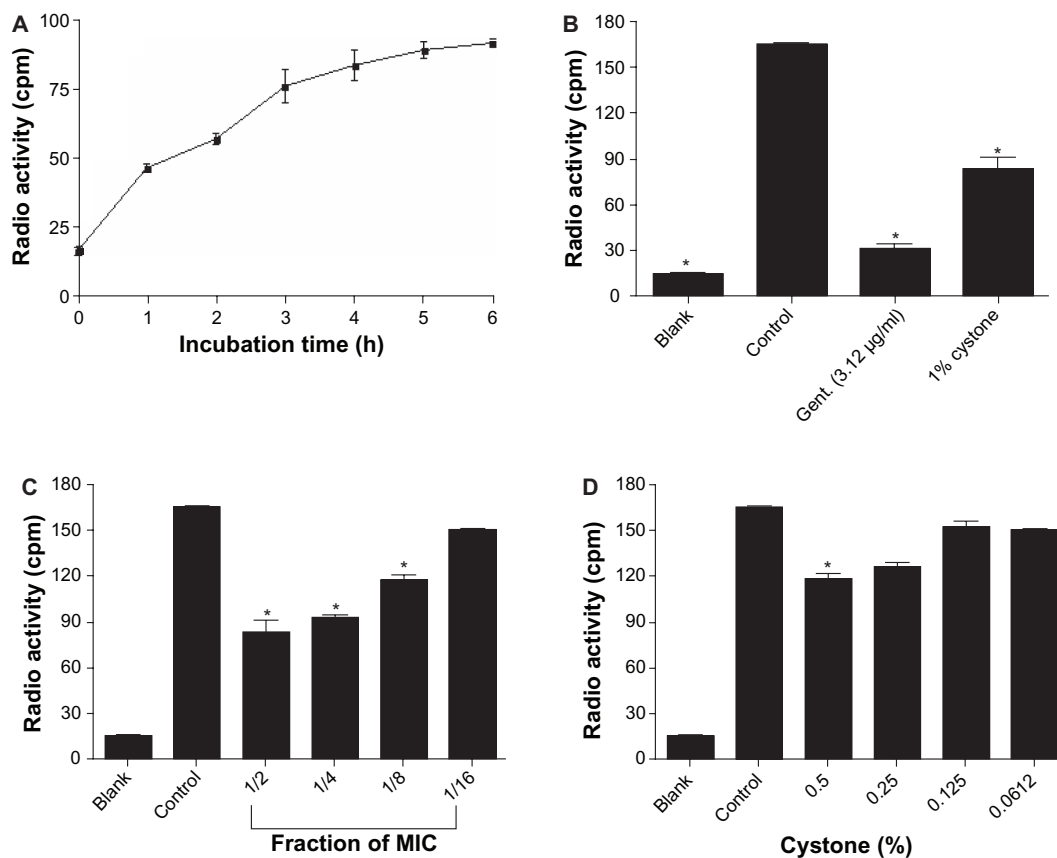 A
Radio activity (cpm)
100
75
50
25
0
0 1 2 3 4 5 6
Incubation time (h)
B
Radio activity (cpm)
180
150
120
90
60
30
0
*
*
*
Blank
Control
Gent. (3.12 µg/ml)
1% cystone
C
Radio activity (cpm)
180
150
120
90
60
30
0
*
*
*
Blank
Control
1/2
1/4
1/8
1/16
Fraction of MIC
D
Radio activity (cpm)
180
150
120
90
60
30
0
*
Blank
Control
0.5
0.25
0.125
0.0612
Cystone (%)